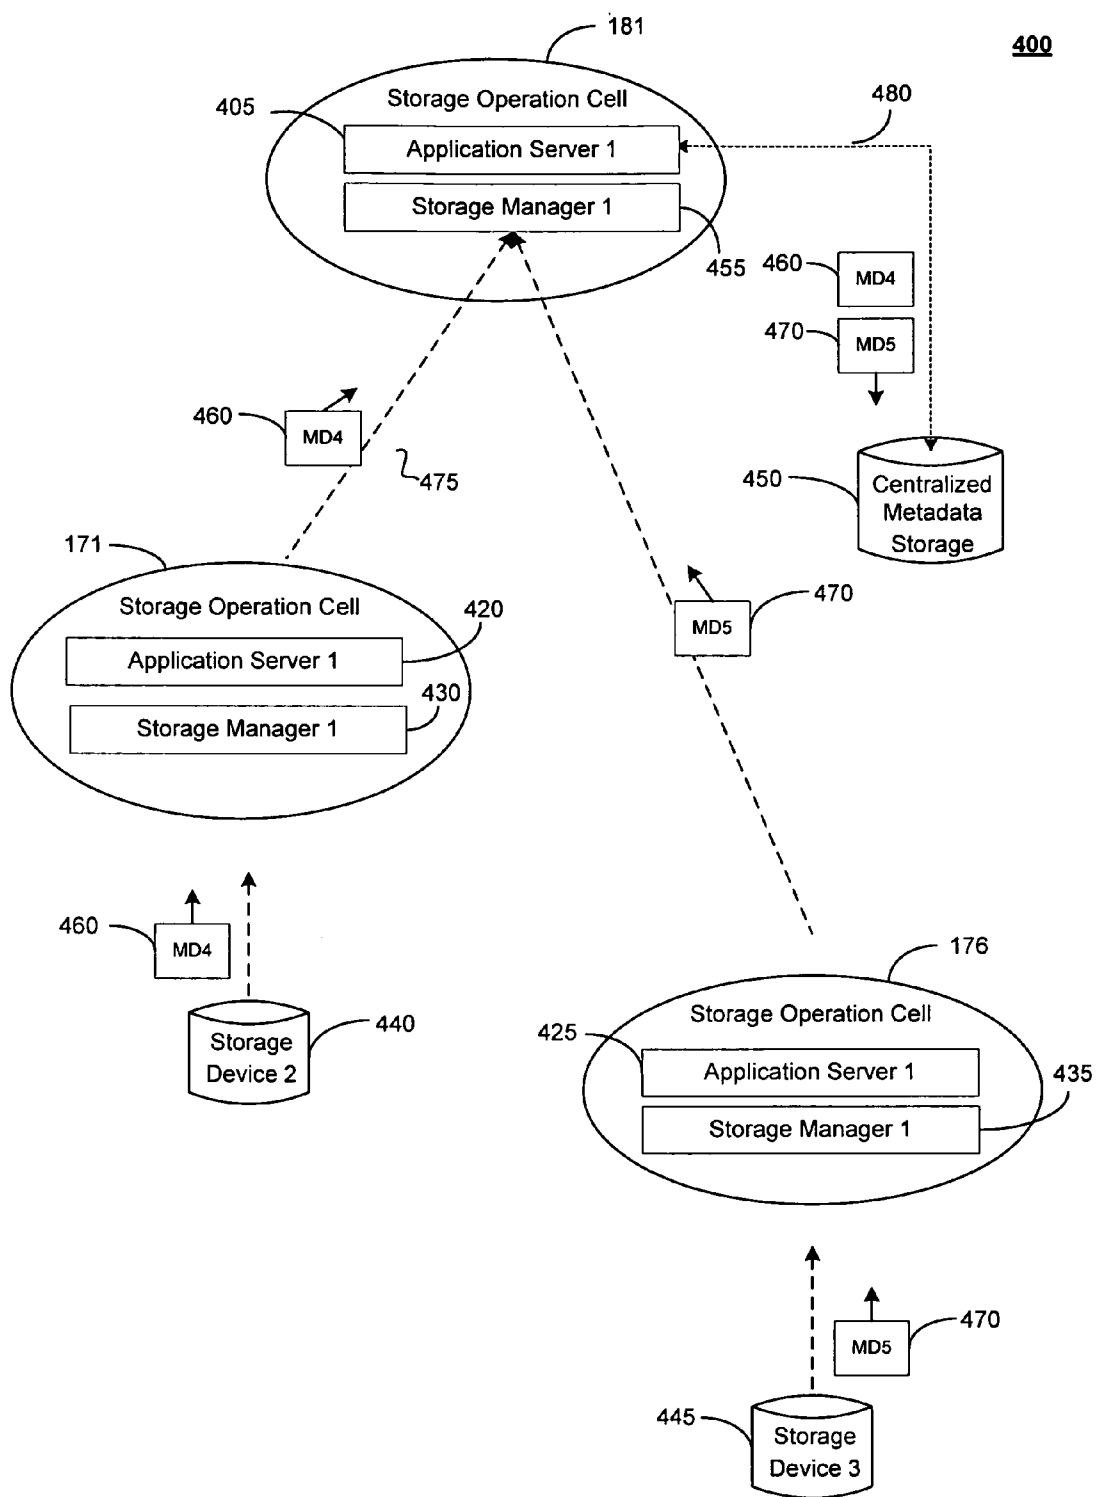 181
400
Storage Operation Cell
405
480
Application Server 1
Storage Manager 1
455
460
MD4
470
MD5
460
MD4
475
450
Centralized
Metadata
Storage
171
Storage Operation Cell
420
Application Server 1
430
Storage Manager 1
470
MD5
460
MD4
176
440
Storage
Device 2
Storage Operation Cell
425
Application Server 1
435
Storage Manager 1
470
MD5
445
Storage
Device 3